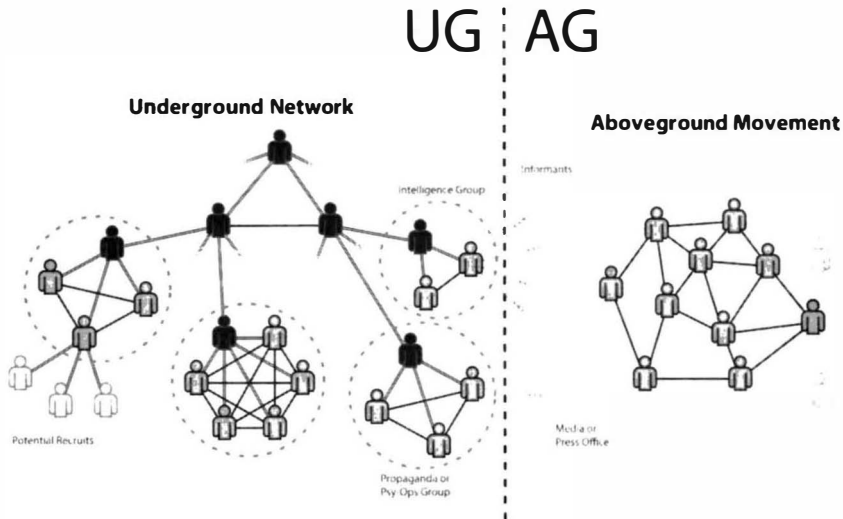 UG
AG
Underground Network
Aboveground Movement
Informants
Intelligence Group
Potential Recruits
Media or
Press Office
Propaganda or
Psy-Ops Group